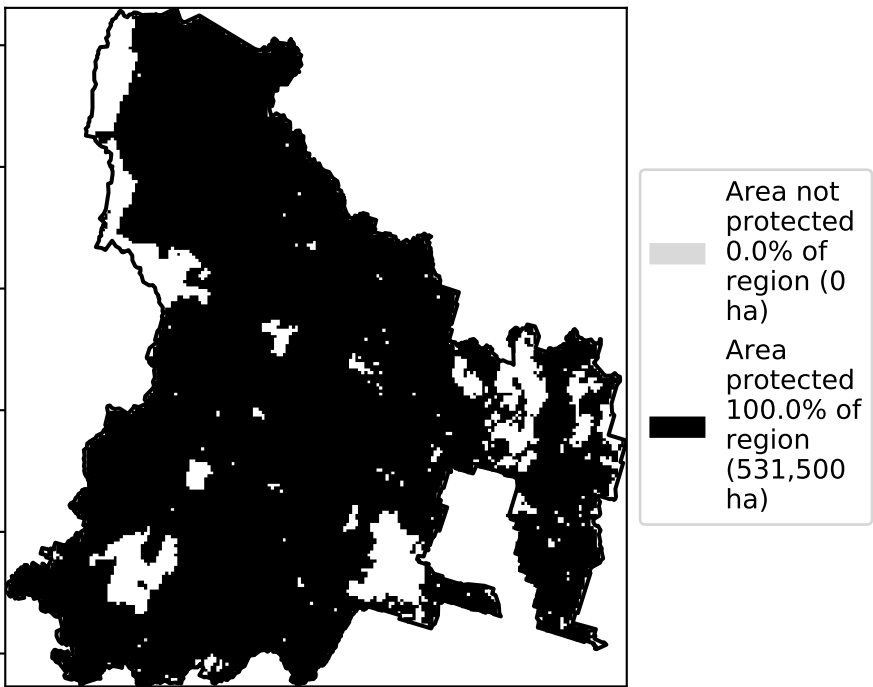 Area not
protected
0.0% of
region (0
ha)
Area
protected
100.0% of
region
(531,500
ha)